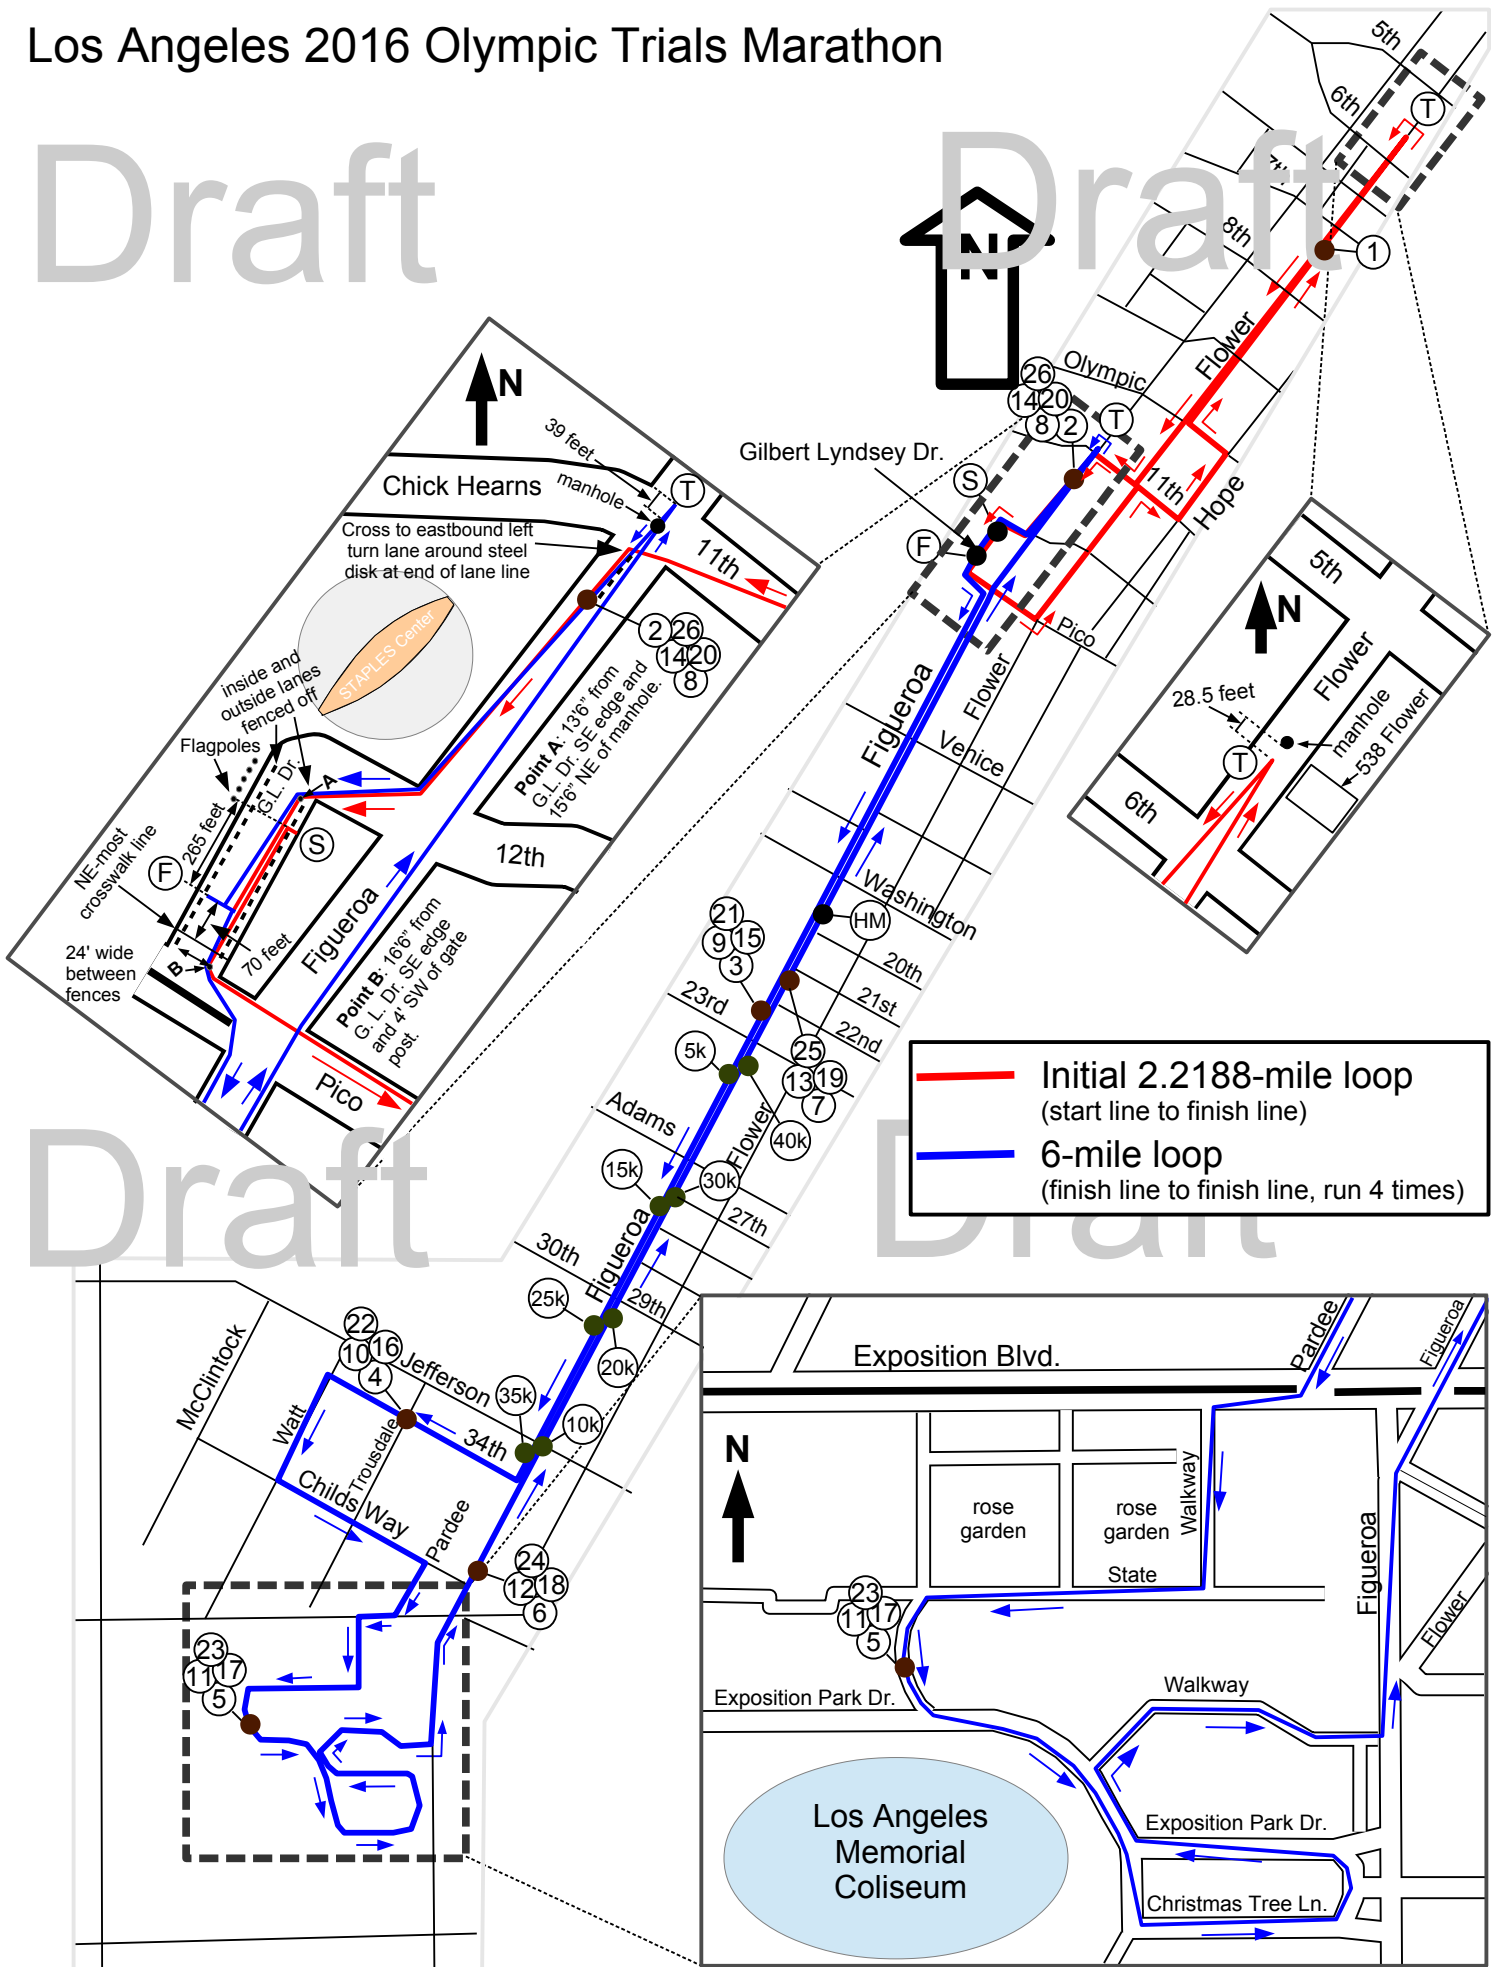 Los Angeles 2016 Olympic Trials Marathon
Draft
Draft
5th
6th
T
7th
8th
1
N
Flower
Olympic
26
14
20
8
2
T
Gilbert Lyndsey Dr.
S
F
11th
Hope
Pico
N
39 feet
manhole
T
Chick Hearns
Cross to eastbound left
turn lane around steel
disk at end of lane line
11th
STAPLES Center
2
26
14
20
8
inside and
outside lanes
fenced off
Flagpoles
G.L. Dr.
A
265 feet
S
F
NE-most
crosswalk line
Point A: 13'6" from
G.L. Dr. SE edge and
15'6" NE of manhole.
12th
70 feet
24' wide
between
fences
B
Figueroa
Point B: 16'6" from
G. L. Dr. SE edge
and 4' SW of gate
post.
Pico
5th
N
Flower
28.5 feet
manhole
T
538 Flower
6th
Figueroa
Flower
Venice
Washington
HM
20th
21st
22nd
21
9
15
3
23rd
5k
25
13
19
7
40k
Adams
Flower
15k
30k
27th
Figueroa
30th
29th
25k
20k
Initial 2.2188-mile loop
(start line to finish line)
6-mile loop
(finish line to finish line, run 4 times)
Draft
Draft
McClintock
22
10
16
4
Jefferson
35k
10k
Watt
Trousdale
34th
Childs Way
Pardee
24
12
18
6
23
11
17
5
Pardee
Figueroa
Exposition Blvd.
N
rose
garden
rose
garden
Walkway
State
Figueroa
Flower
23
11
17
5
Exposition Park Dr.
Walkway
Los Angeles
Memorial
Coliseum
Exposition Park Dr.
Christmas Tree Ln.